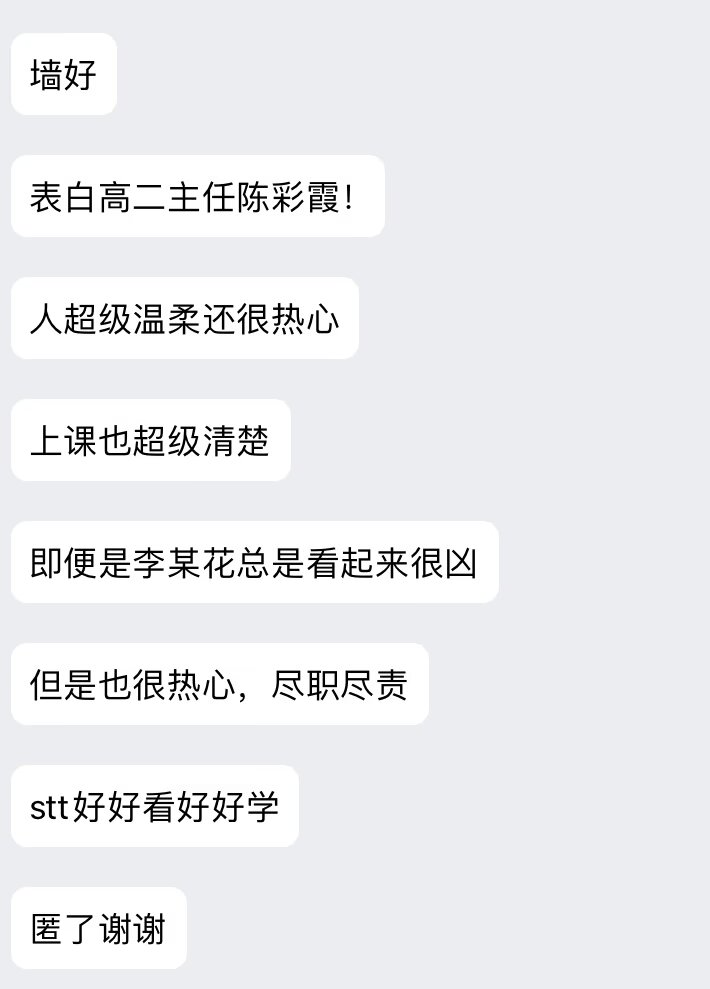 墙好
表白高二主任陈彩霞！
人超级温柔还很热心
上课也超级清楚
即便是李某花总是看起来很凶
但是也很热心，尽职尽责
stt好好看好好学
匿了谢谢